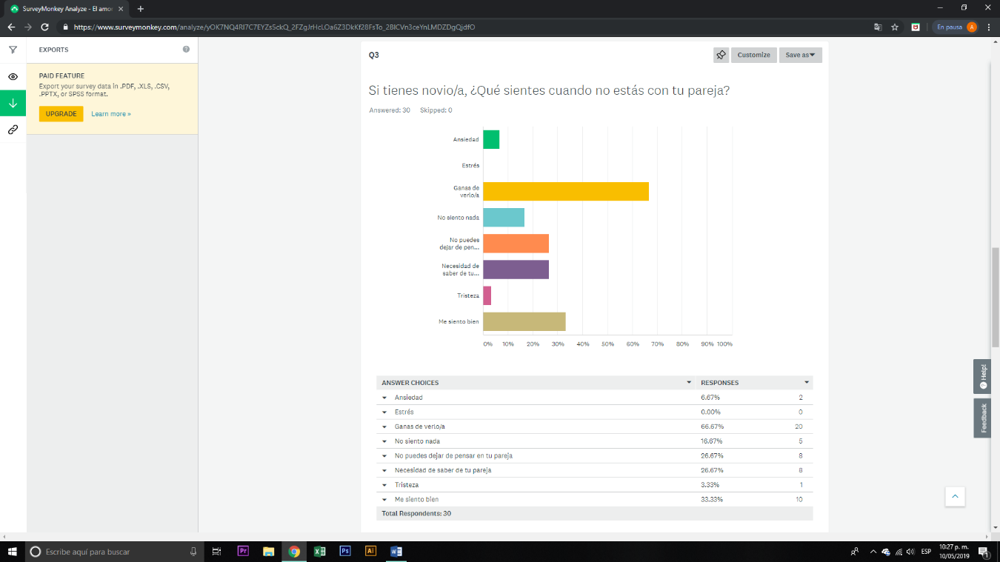 SurveyMonkey Analyze - El amo
https://www.surveymonkey.com/analyze/yOK7NQ4RI7C7EYZs5ckQ_2FZgJrHcLOa6Z3DkKf28FsTo_2BlCVn3ceYnLMDZDgQjdfO
En pausa
A
EXPORTS
PAID FEATURE
Export your survey data in .PDF, .XLS, .CSV,
.PPTX, or SPSS format.
UPGRADE Learn more »
Q3
Customize
Save as
Si tienes novio/a, ¿Qué sientes cuando no estás con tu pareja?
Answered: 30 Skipped: 0
Ansiedad
Estrés
Ganas de
verlo/a
No siento nada
No puedes
dejar de pen...
Necesidad de
saber de tu...
Tristeza
Me siento bien
0% 10% 20% 30% 40% 50% 60% 70% 80% 90% 100%
ANSWER CHOICES RESPONSES
Ansiedad 6.67% 2
Estrés 0.00% 0
Ganas de verlo/a 66.67% 20
No siento nada 16.67% 5
No puedes dejar de pensar en tu pareja 26.67% 8
Necesidad de saber de tu pareja 26.67% 8
Tristeza 3.33% 1
Me siento bien 33.33% 10
Total Respondents: 30
Help!
Feedback
Escribe aquí para buscar
Pr
Ps
Ai
ESP
10:27 p. m.
10/05/2019
1